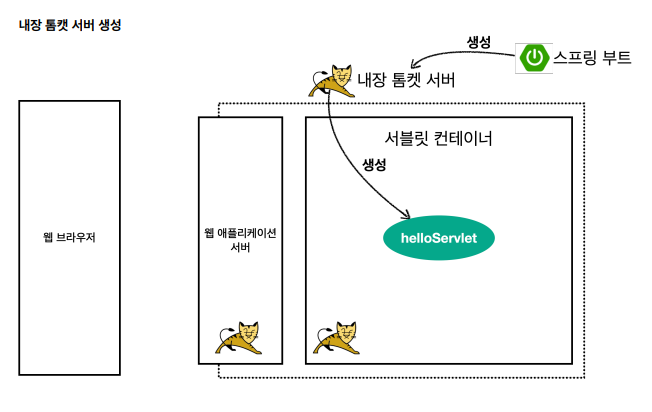 내장 톰캣 서버 생성
생성
스프링 부트
내장 톰켓 서버
서블릿 컨테이너
생성
웹 브라우저
웹 애플리케이션
서버
helloServlet